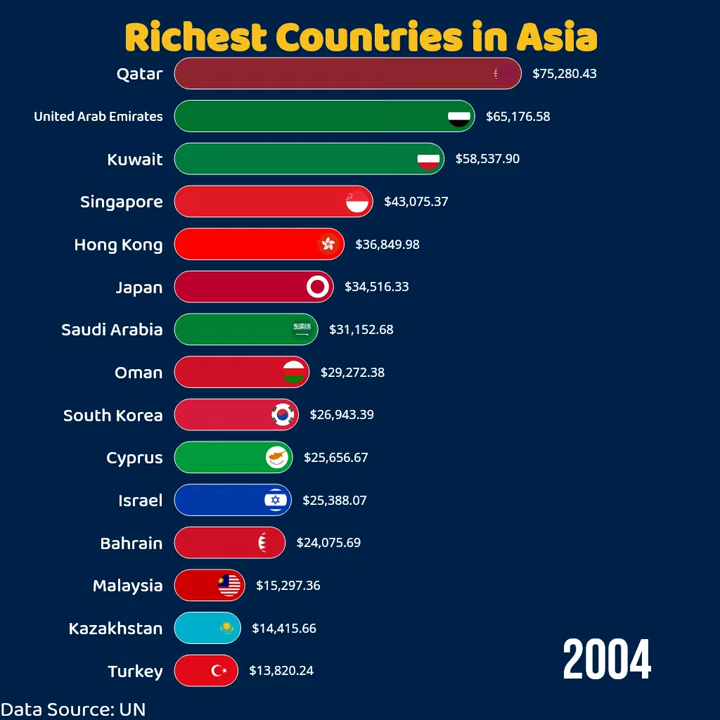 Richest Countries in Asia
Qatar $75,280.43
United Arab Emirates $65,176.58
Kuwait $58,537.90
Singapore $43,075.37
Hong Kong $36,849.98
Japan $34,516.33
Saudi Arabia $31,152.68
Oman $29,272.38
South Korea $26,943.39
Cyprus $25,656.67
Israel $25,388.07
Bahrain $24,075.69
Malaysia $15,297.36
Kazakhstan $14,415.66
Turkey $13,820.24
2004
Data Source: UN